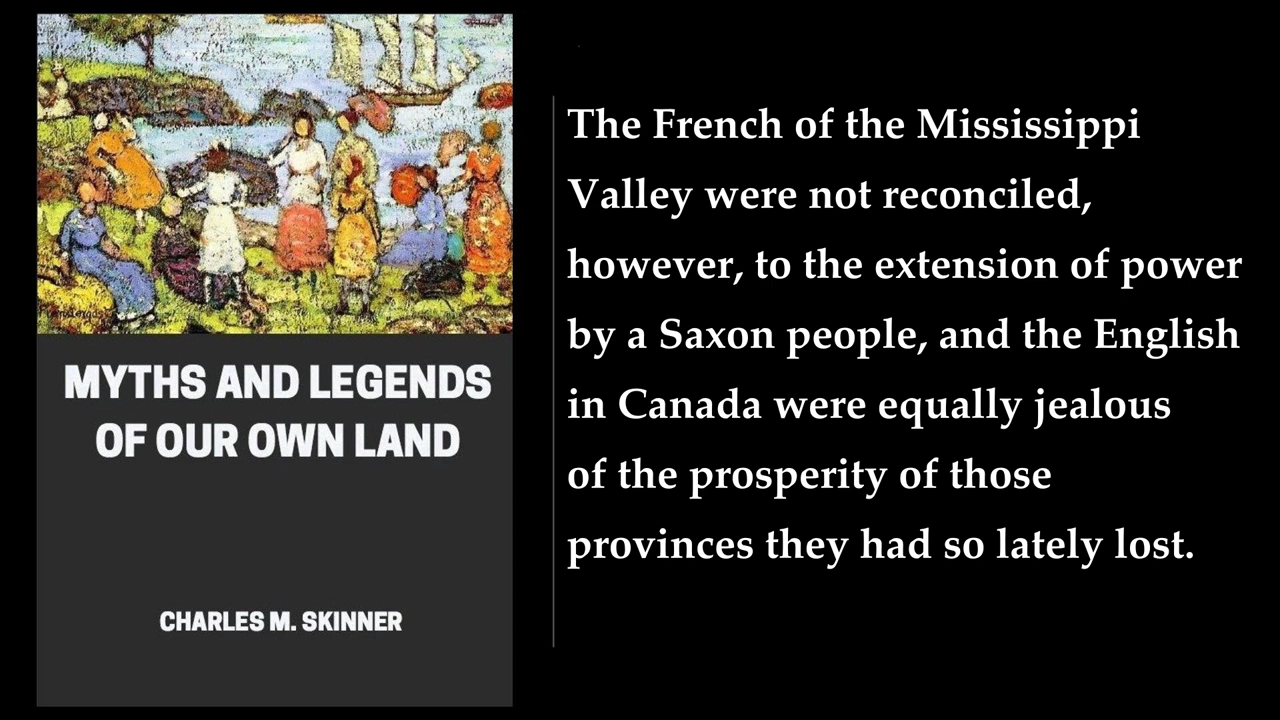 MYTHS AND LEGENDS
OF OUR OWN LAND
CHARLES M. SKINNER
The French of the Mississippi
Valley were not reconciled,
however, to the extension of power
by a Saxon people, and the English
in Canada were equally jealous
of the prosperity of those
provinces they had so lately lost.